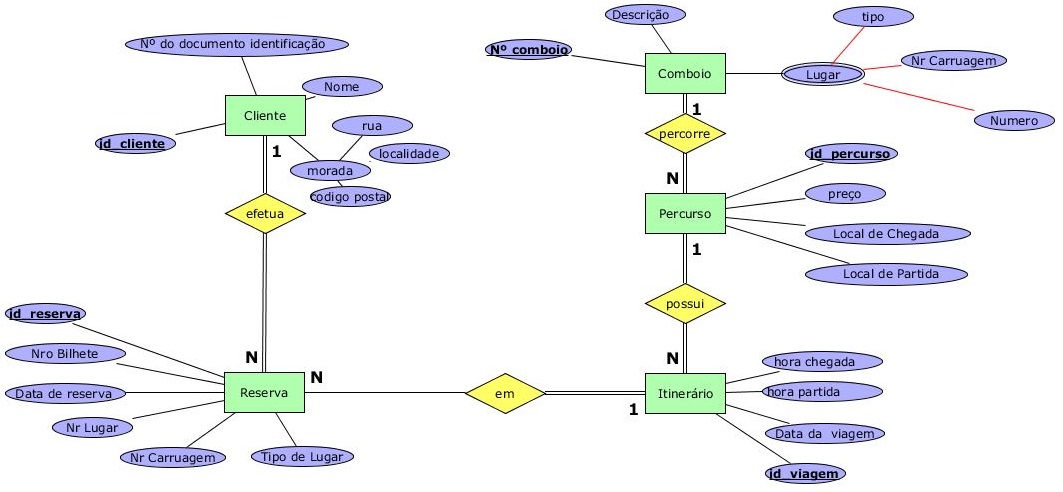 Descrição
tipo
Nº do documento identificação
Nº comboio
Nr Carruagem
Comboio
Lugar
Nome
Cliente
1
Numero
rua
percorre
id_cliente
1
localidade
id_percurso
morada
N
codigo postal
preço
efetua
Percurso
Local de Chegada
1
Local de Partida
id_reserva
possui
Nro Bilhete
N
N
hora chegada
N
Data de reserva
Reserva
em
Itinerário
hora partida
1
Nr Lugar
Data da viagem
Nr Carruagem
Tipo de Lugar
id_viagem